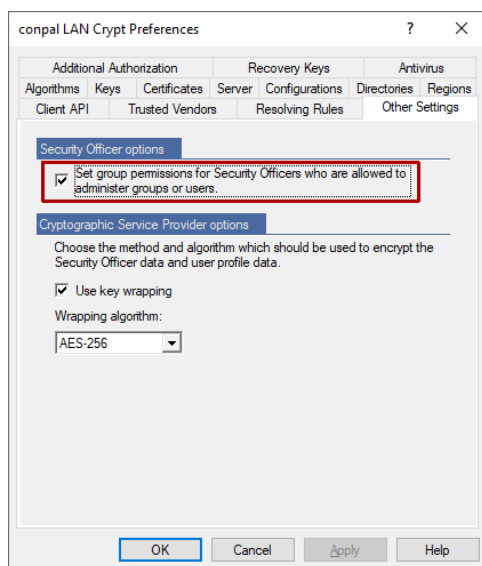 conpal LAN Crypt Preferences ? X
Additional Authorization Recovery Keys Antivirus
Algorithms Keys Certificates Server Configurations Directories Regions
Client API Trusted Vendors Resolving Rules Other Settings
Security Officer options
Set group permissions for Security Officers who are allowed to
administer groups or users.
Cryptographic Service Provider options
Choose the method and algorithm which should be used to encrypt the
Security Officer data and user profile data.
Use key wrapping
Wrapping algorithm:
AES-256
OK Cancel Apply Help